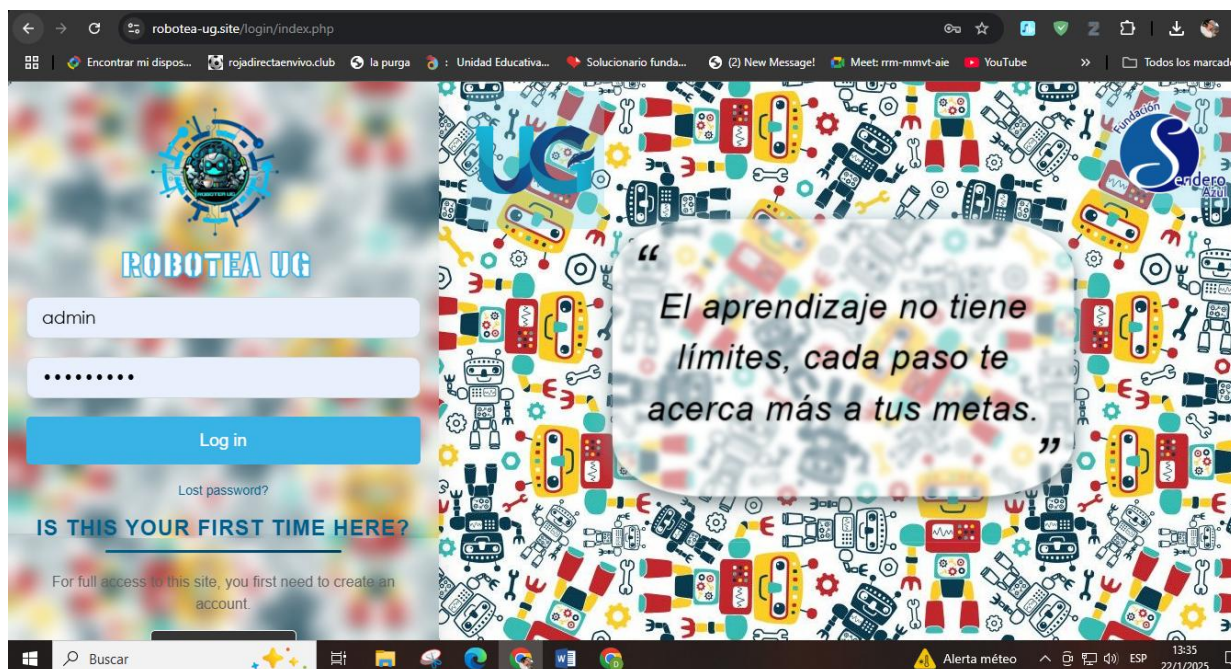 robotea-ug.site/login/index.php
Encontrar mi dispos...
rojadirectaenvivo.club
la purga
: Unidad Educativa...
Solucionario funda...
(2) New Message!
Meet: rrm-mmvt-aie
YouTube
»
Todos los marcado
ROBOTEA UG
ROBOTEA UG
admin
•••••••••
Log in
Lost password?
IS THIS YOUR FIRST TIME HERE?
For full access to this site, you first need to create an
account.
UG
Fundación
Sendero
Azul
“
El aprendizaje no tiene
límites, cada paso te
acerca más a tus metas.
”
Buscar
Alerta méteo
ESP
13:35
22/1/2025